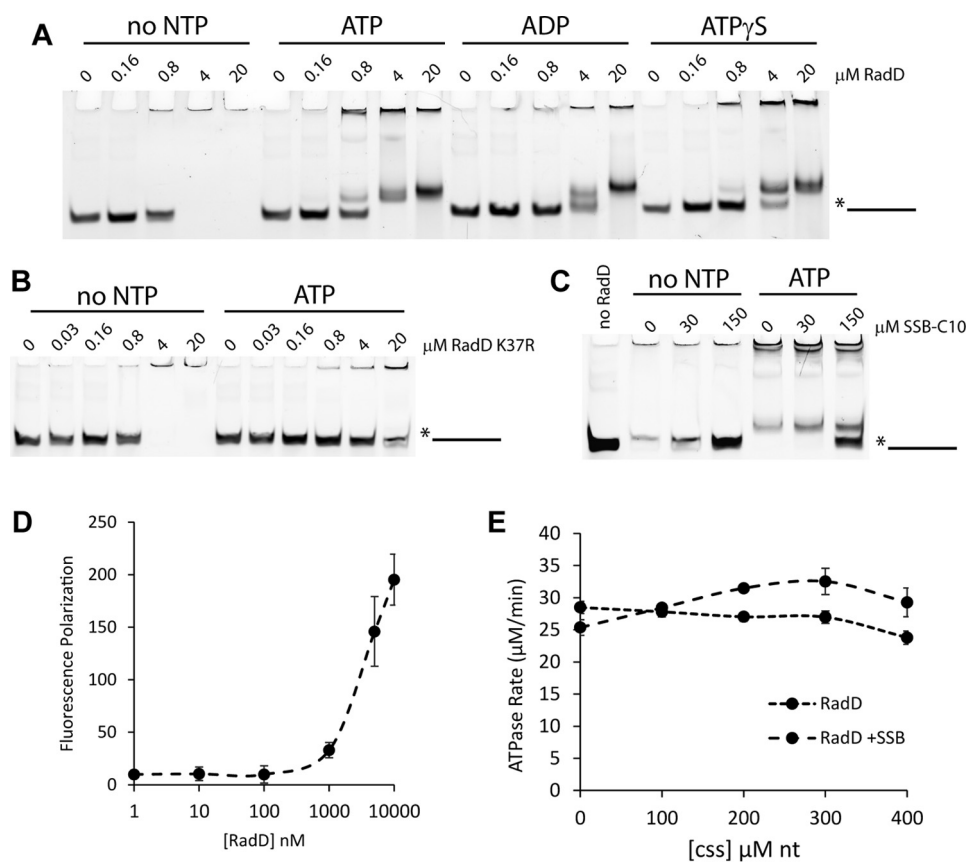 A
no NTP ATP ADP ATPγS
0 0.16 0.8 4 20 0 0.16 0.8 4 20 0 0.16 0.8 4 20 0 0.16 0.8 4 20 μM RadD
*
B
no NTP ATP
0 0.03 0.16 0.8 4 20 0 0.03 0.16 0.8 4 20 μM RadD K37R
*
C
no RadD no NTP ATP
0 30 150 0 30 150 μM SSB-C10
*
D
Fluorescence Polarization
250
200
150
100
50
0
1 10 100 1000 10000
[RadD] nM
E
ATPase Rate (μM/min)
40
35
30
25
20
15
10
5
0
RadD
RadD +SSB
0 100 200 300 400
[css] μM nt